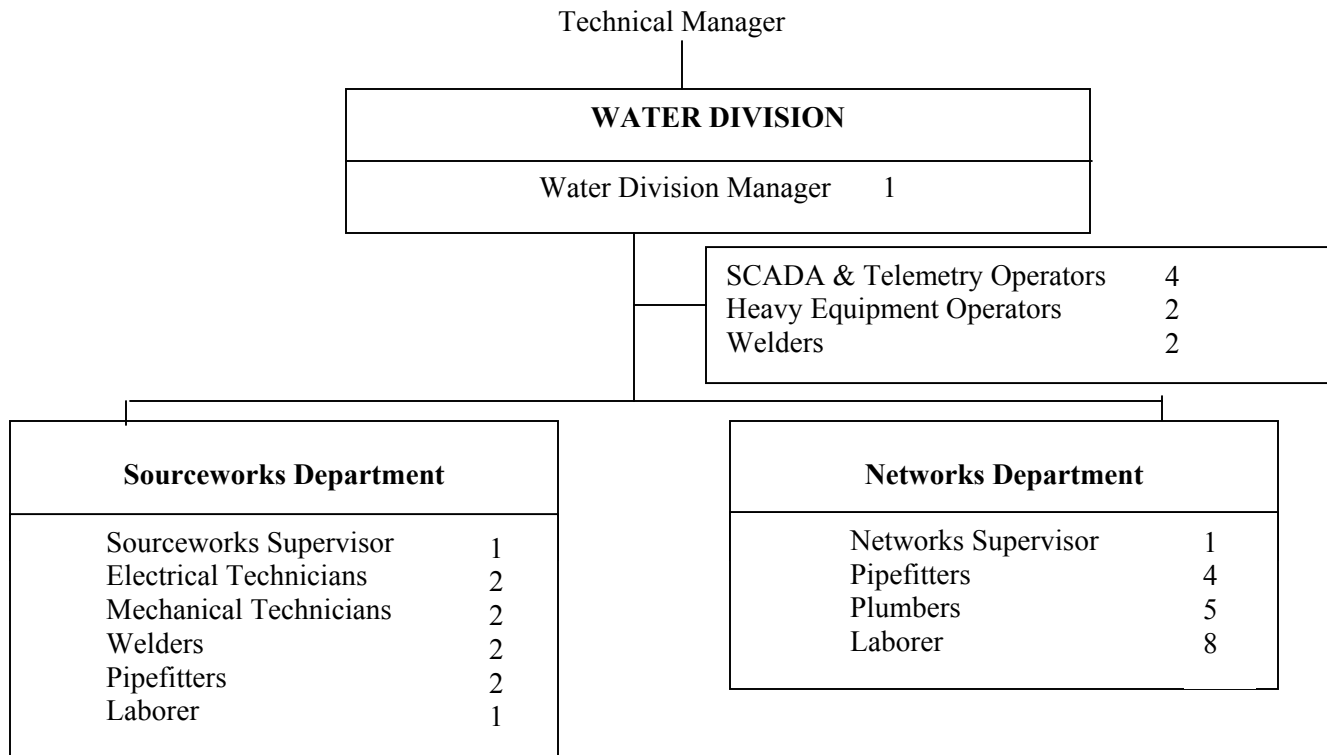 Technical Manager
WATER DIVISION
Water Division Manager 1
SCADA & Telemetry Operators 4
Heavy Equipment Operators 2
Welders 2
Sourceworks Department
Sourceworks Supervisor 1
Electrical Technicians 2
Mechanical Technicians 2
Welders 2
Pipefitters 2
Laborer 1
Networks Department
Networks Supervisor 1
Pipefitters 4
Plumbers 5
Laborer 8